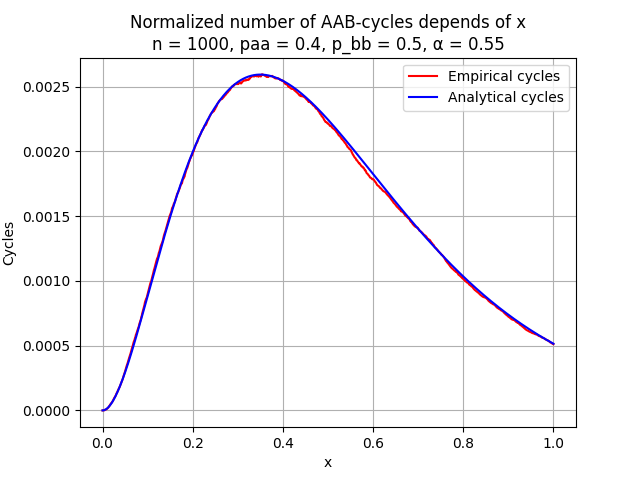 Normalized number of AAB-cycles depends of x
n = 1000, paa = 0.4, p_bb = 0.5, α = 0.55
Empirical cycles
Analytical cycles
0.0025
0.0020
0.0015
0.0010
0.0005
0.0000
Cycles
0.0 0.2 0.4 0.6 0.8 1.0
x